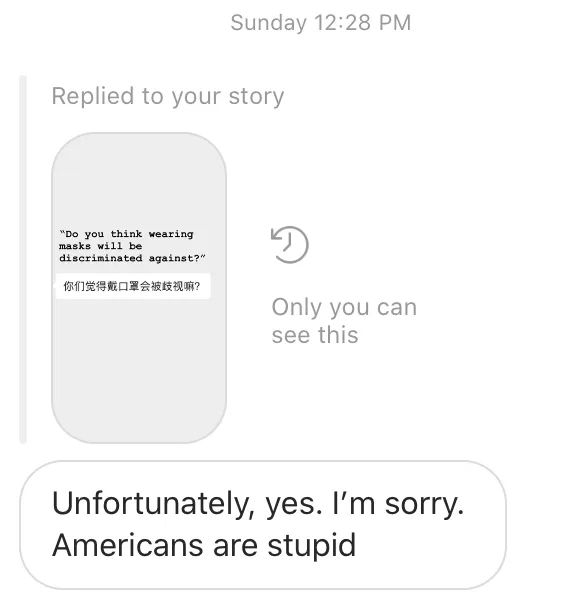 Sunday 12:28 PM
Replied to your story
“Do you think wearing
masks will be
discriminated against?”
你们觉得戴口罩会被歧视嘛?
Only you can
see this
Unfortunately, yes. I’m sorry.
Americans are stupid